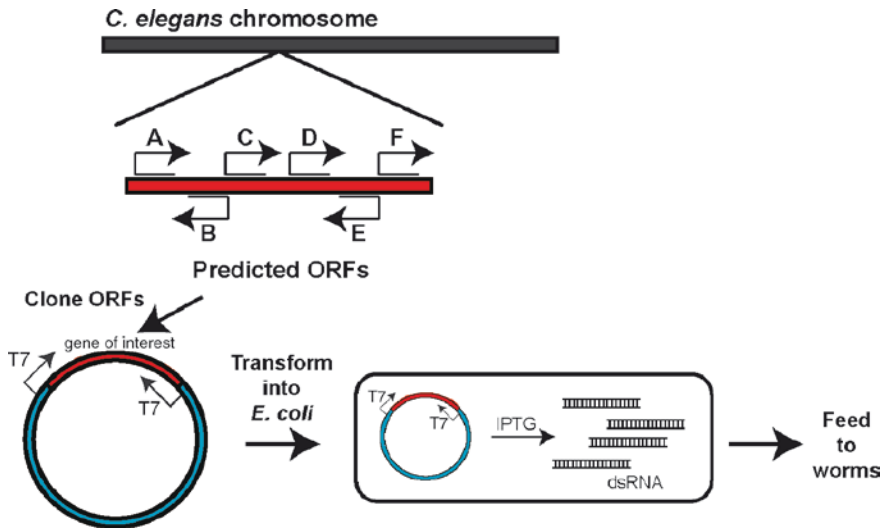 C. elegans chromosome
A
C
D
F
B
E
Predicted ORFs
Clone ORFs
gene of interest
T7
T7
Transform
into
E. coli
T7
T7
IPTG
dsRNA
Feed
to
worms